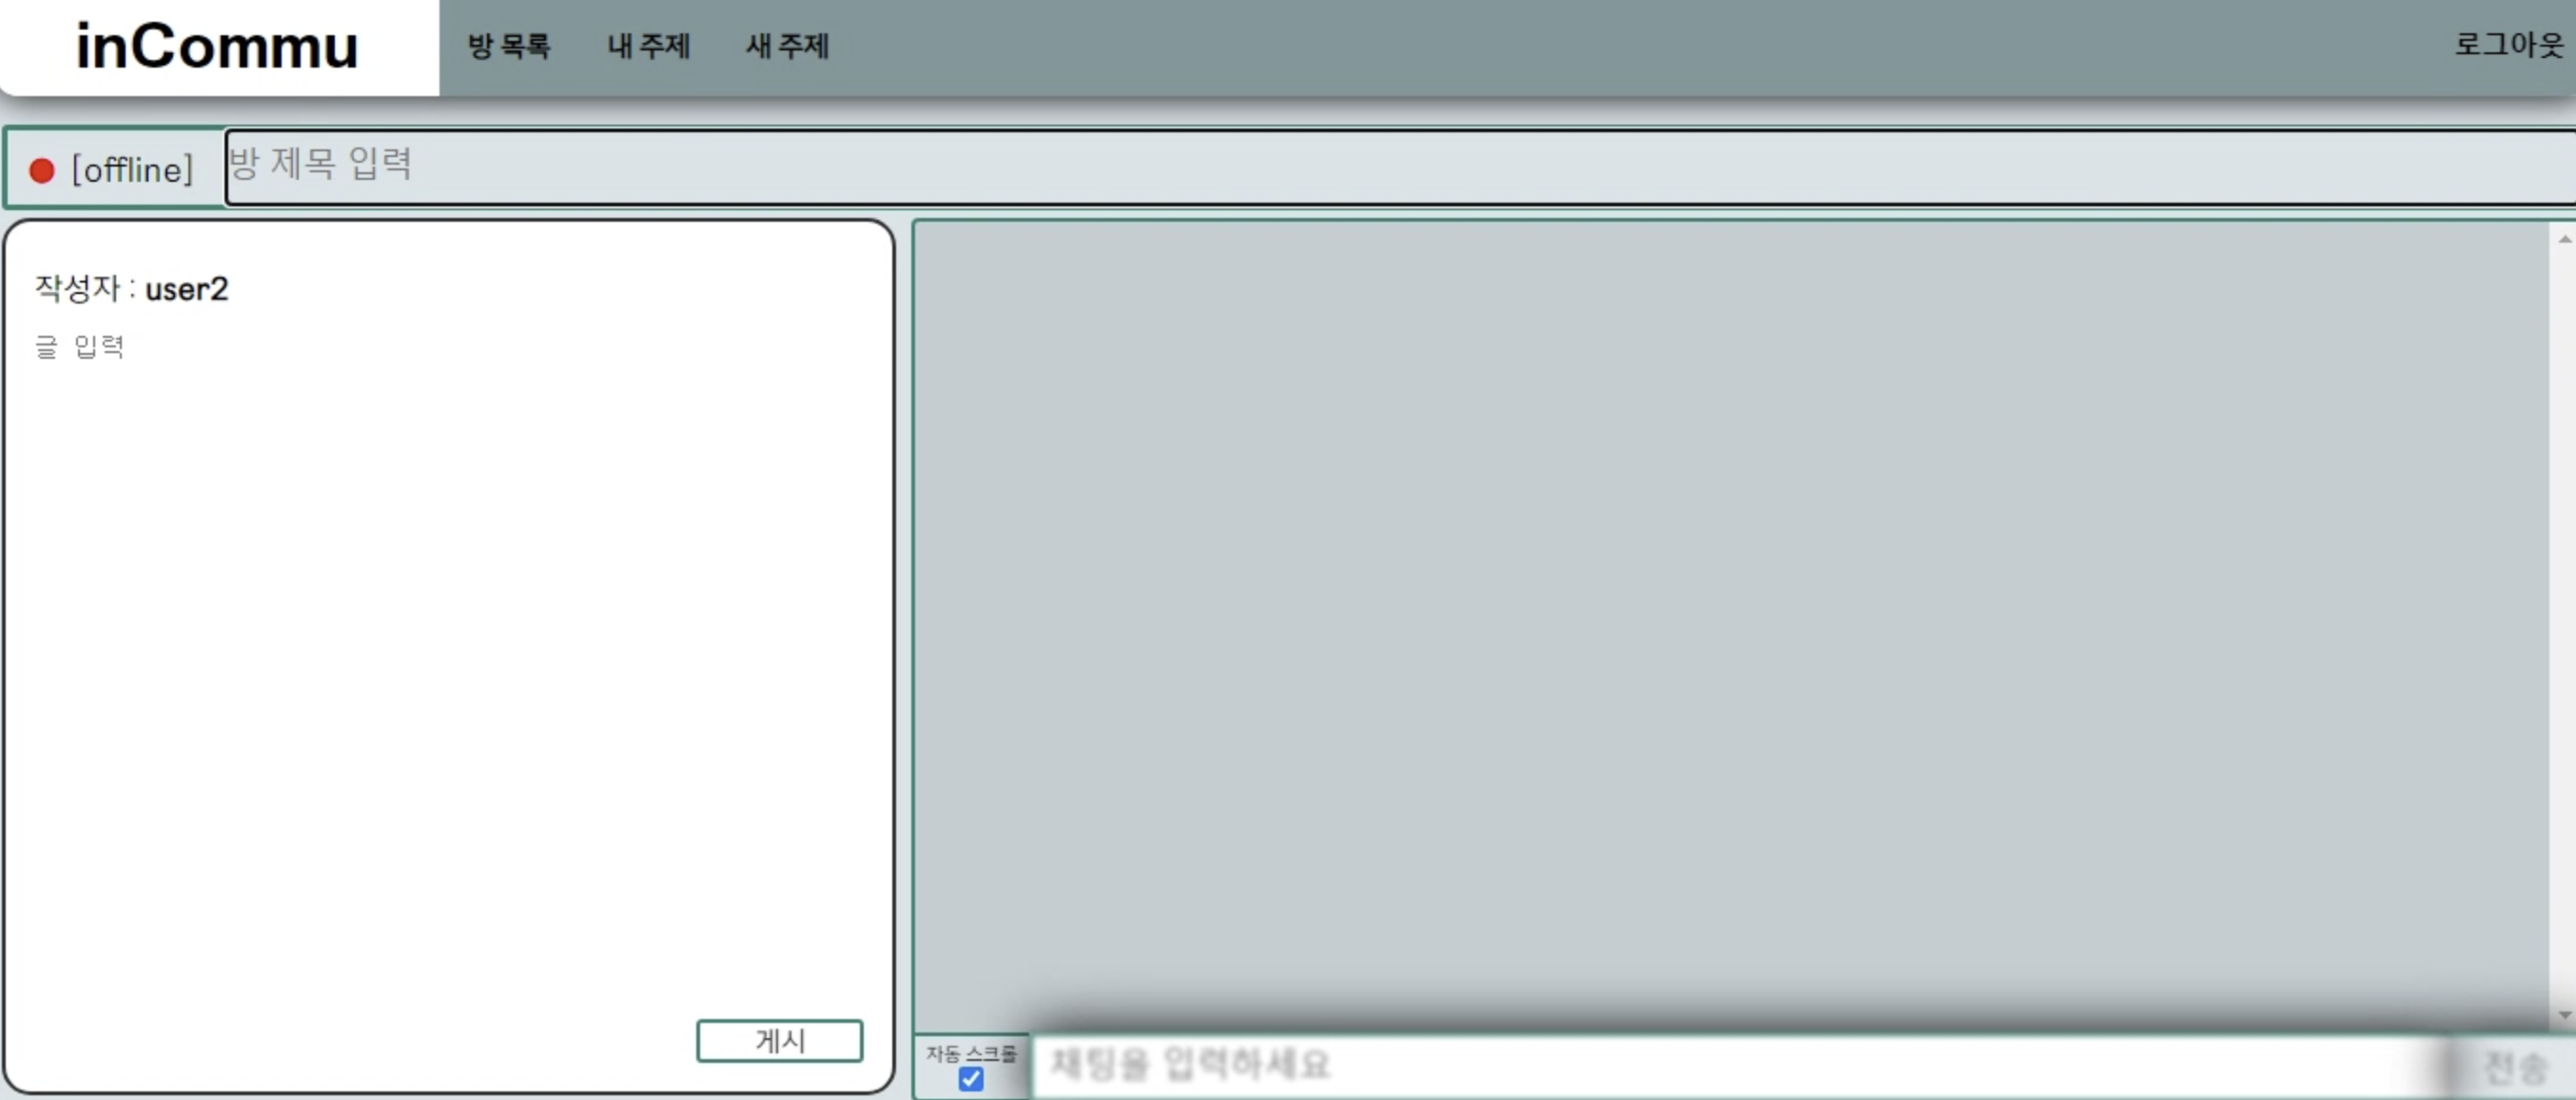 inCommu 방 목록 내 주제 새 주제 로그아웃
[offline] 방 제목 입력
작성자 : user2
글 입력
게시
자동 스크롤
채팅을 입력하세요 전송